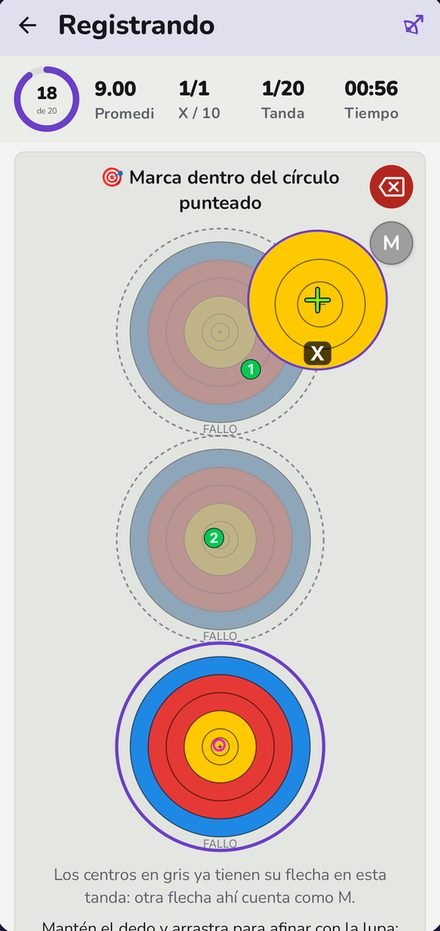 Registrando
18
de 20
9.00
Promedi
1/1
X / 10
1/20
Tanda
00:56
Tiempo
Marca dentro del círculo
punteado
M
X
1
FALLO
2
FALLO
FALLO
Los centros en gris ya tienen su flecha en esta
tanda: otra flecha ahí cuenta como M.
Mantén el dedo y arrastra para afinar con la lupa: